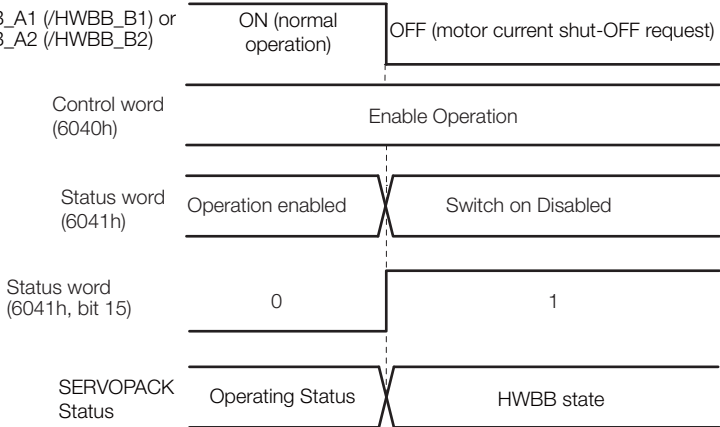 B_A1 (/HWBB_B1) or
B_A2 (/HWBB_B2)
ON (normal
operation)
OFF (motor current shut-OFF request)
Control word
(6040h)
Enable Operation
Status word
(6041h)
Operation enabled
Switch on Disabled
Status word
(6041h, bit 15)
0
1
SERVOPACK
Status
Operating Status
HWBB state